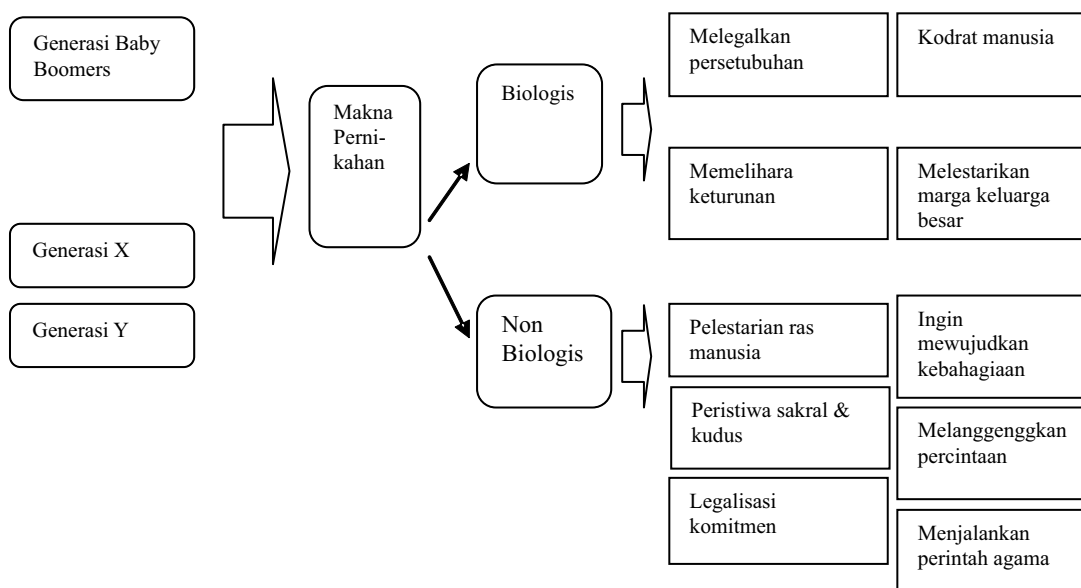 Generasi Baby
Boomers
Generasi X
Generasi Y
Makna
Perni-
kahan
Biologis
Non
Biologis
Melegalkan
persetubuhan
Kodrat manusia
Memelihara
keturunan
Melestarikan
marga keluarga
besar
Pelestarian ras
manusia
Ingin
mewujudkan
kebahagiaan
Peristiwa sakral &
kudus
Melanggenggkan
percintaan
Legalisasi
komitmen
Menjalankan
perintah agama